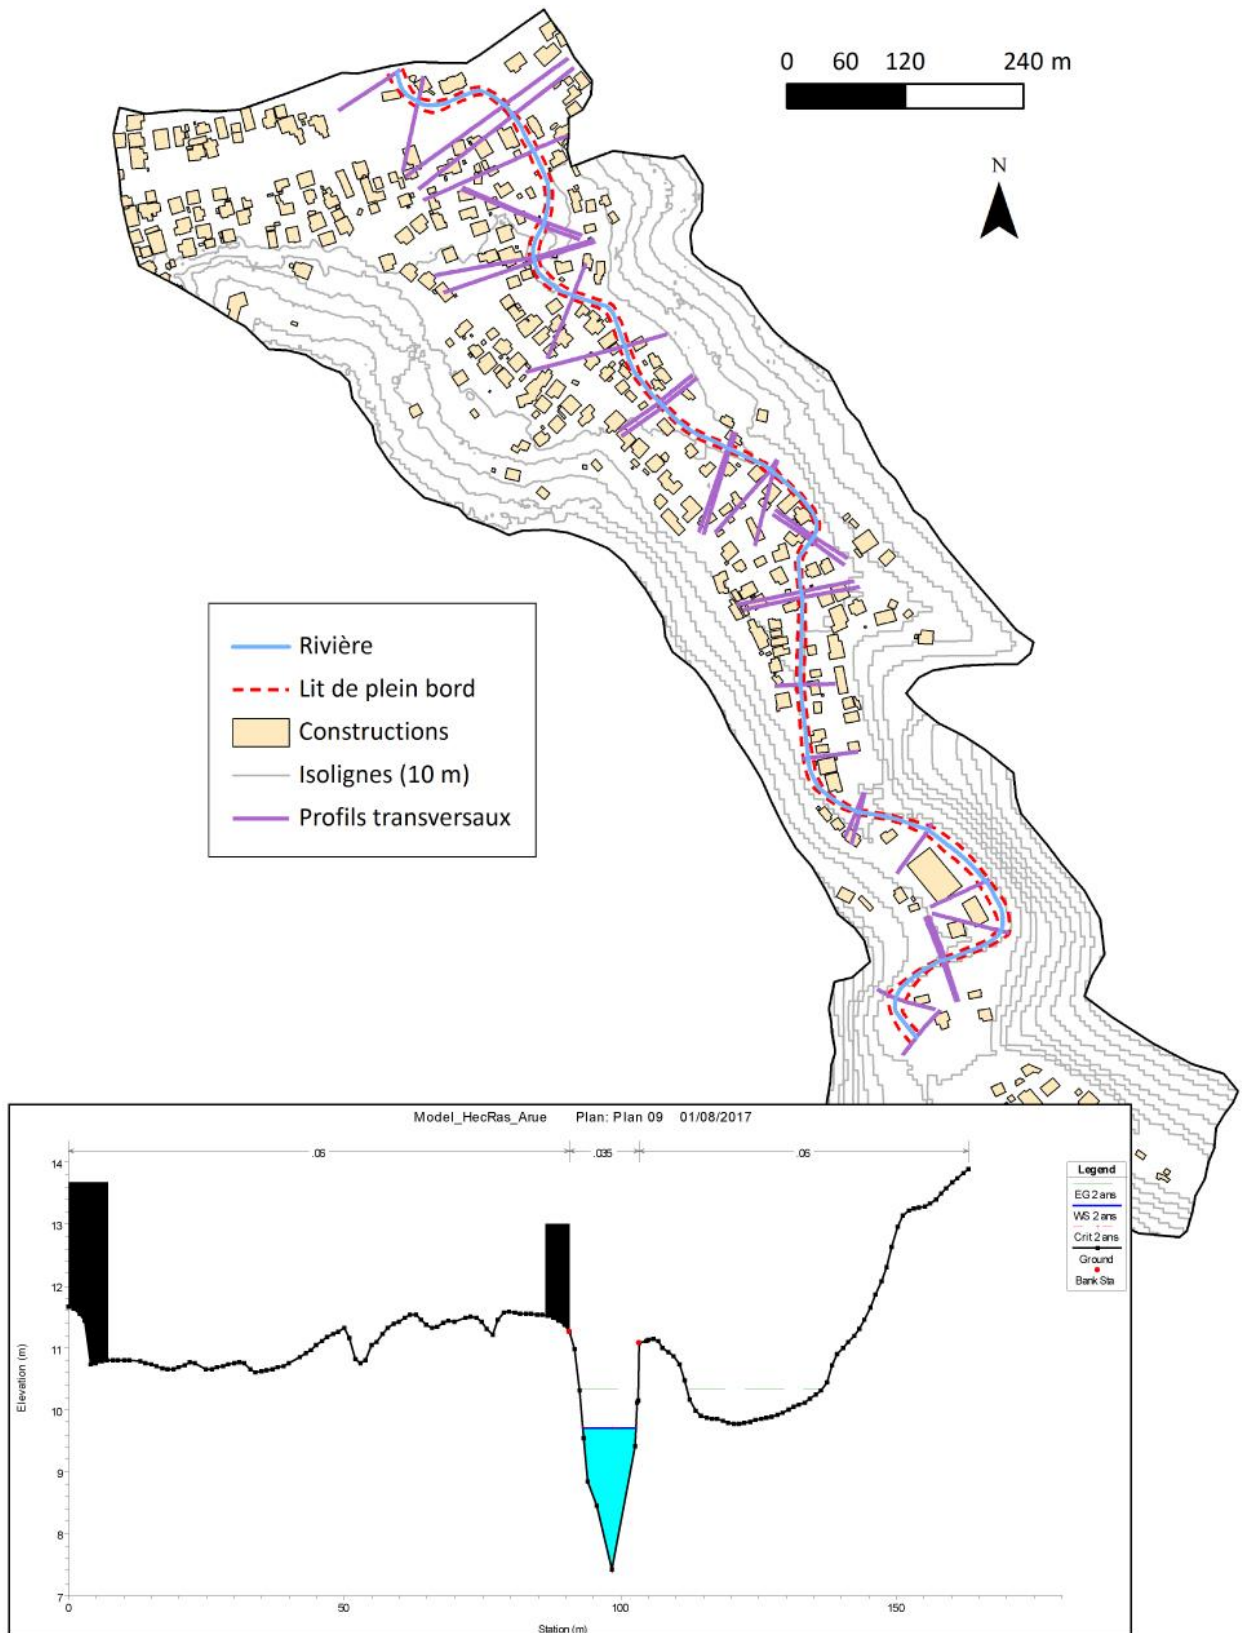 0 60 120 240 m
N
Rivière
Lit de plein bord
Constructions
Isolignes (10 m)
Profils transversaux
Model_HecRas_Arue Plan: Plan 09 01/08/2017
.06 .035 .06
Legend
EG 2 ans
WS 2 ans
Crit 2 ans
Ground
Bank Sta
14
13
12
11
10
9
8
7
Elevation (m)
0 50 100 150
Station (m)